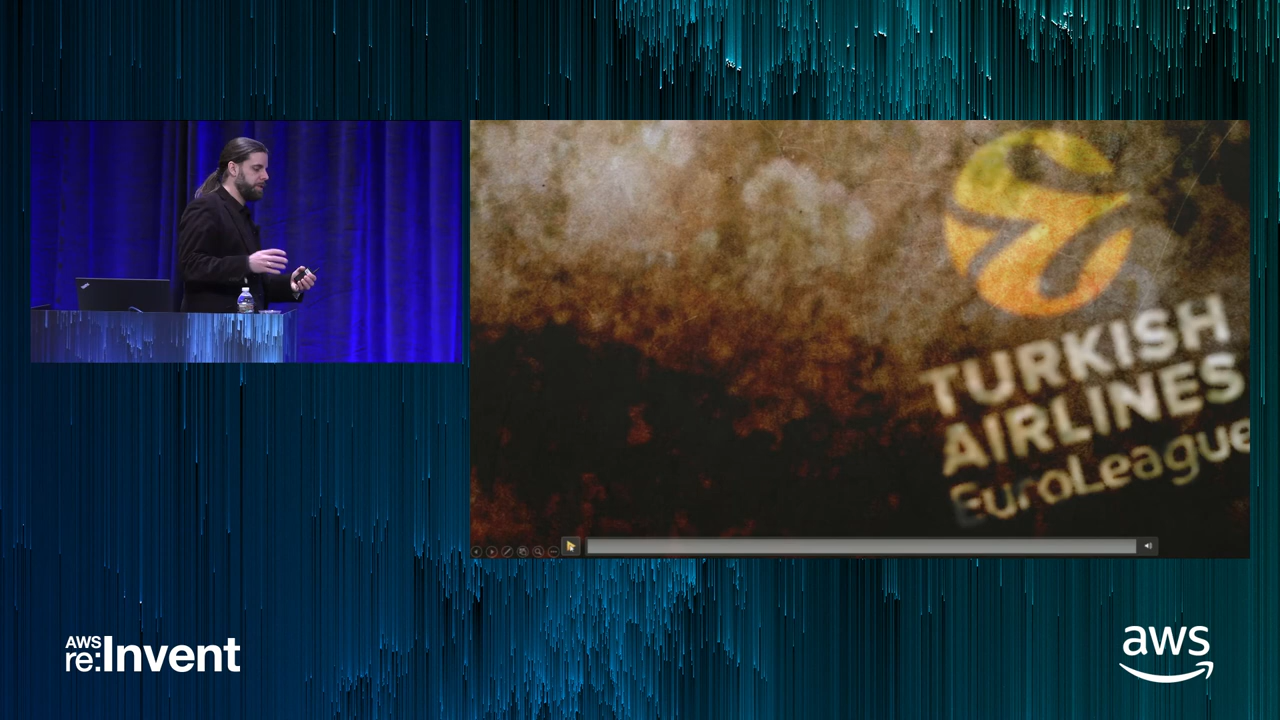 TURKISH
AIRLINES
EuroLeague
AWS
re:Invent
aws